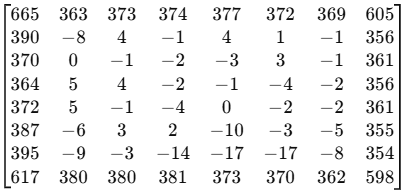 665 363 373 374 377 372 369 605
390 −8 4 −1 4 1 −1 356
370 0 −1 −2 −3 3 −1 361
364 5 4 −2 −1 −4 −2 356
372 5 −1 −4 0 −2 −2 361
387 −6 3 2 −10 −3 −5 355
395 −9 −3 −14 −17 −17 −8 354
617 380 380 381 373 370 362 598